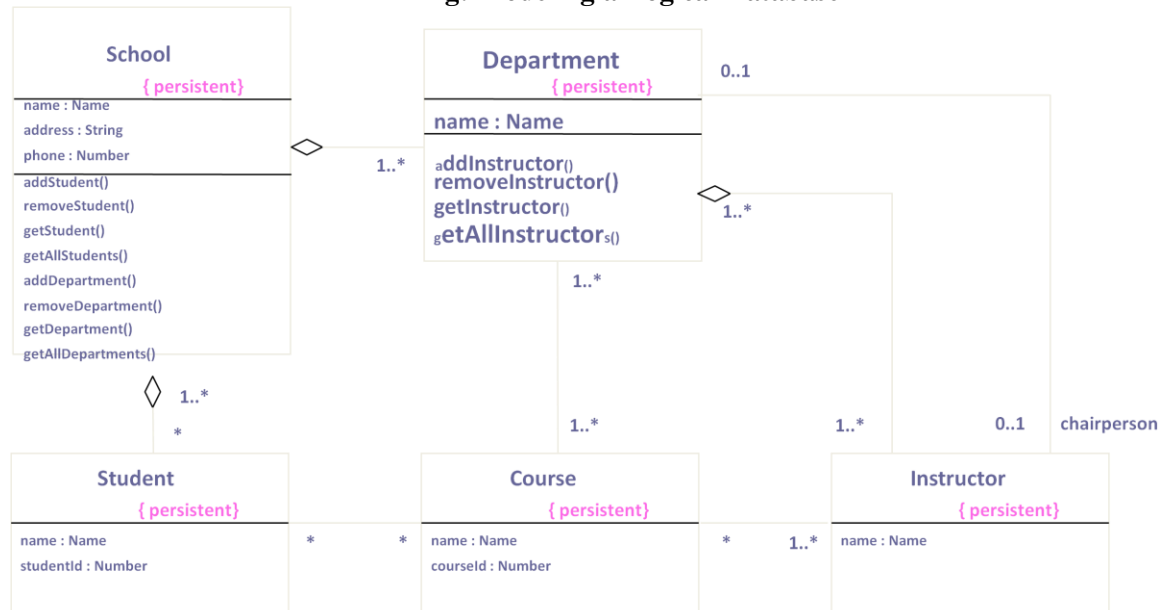 School
{ persistent}
name : Name
address : String
phone : Number
addStudent()
removeStudent()
getStudent()
getAllStudents()
addDepartment()
removeDepartment()
getDepartment()
getAllDepartments()
1..*
Department
{ persistent}
name : Name
addInstructor()
removeInstructor()
getInstructor()
getAllInstructors()
0..1
1..*
1..*
1..*
*
1..*
1..*
0..1 chairperson
Student
{ persistent}
name : Name
studentId : Number
* *
Course
{ persistent}
name : Name
courseId : Number
* 1..*
Instructor
{ persistent}
name : Name